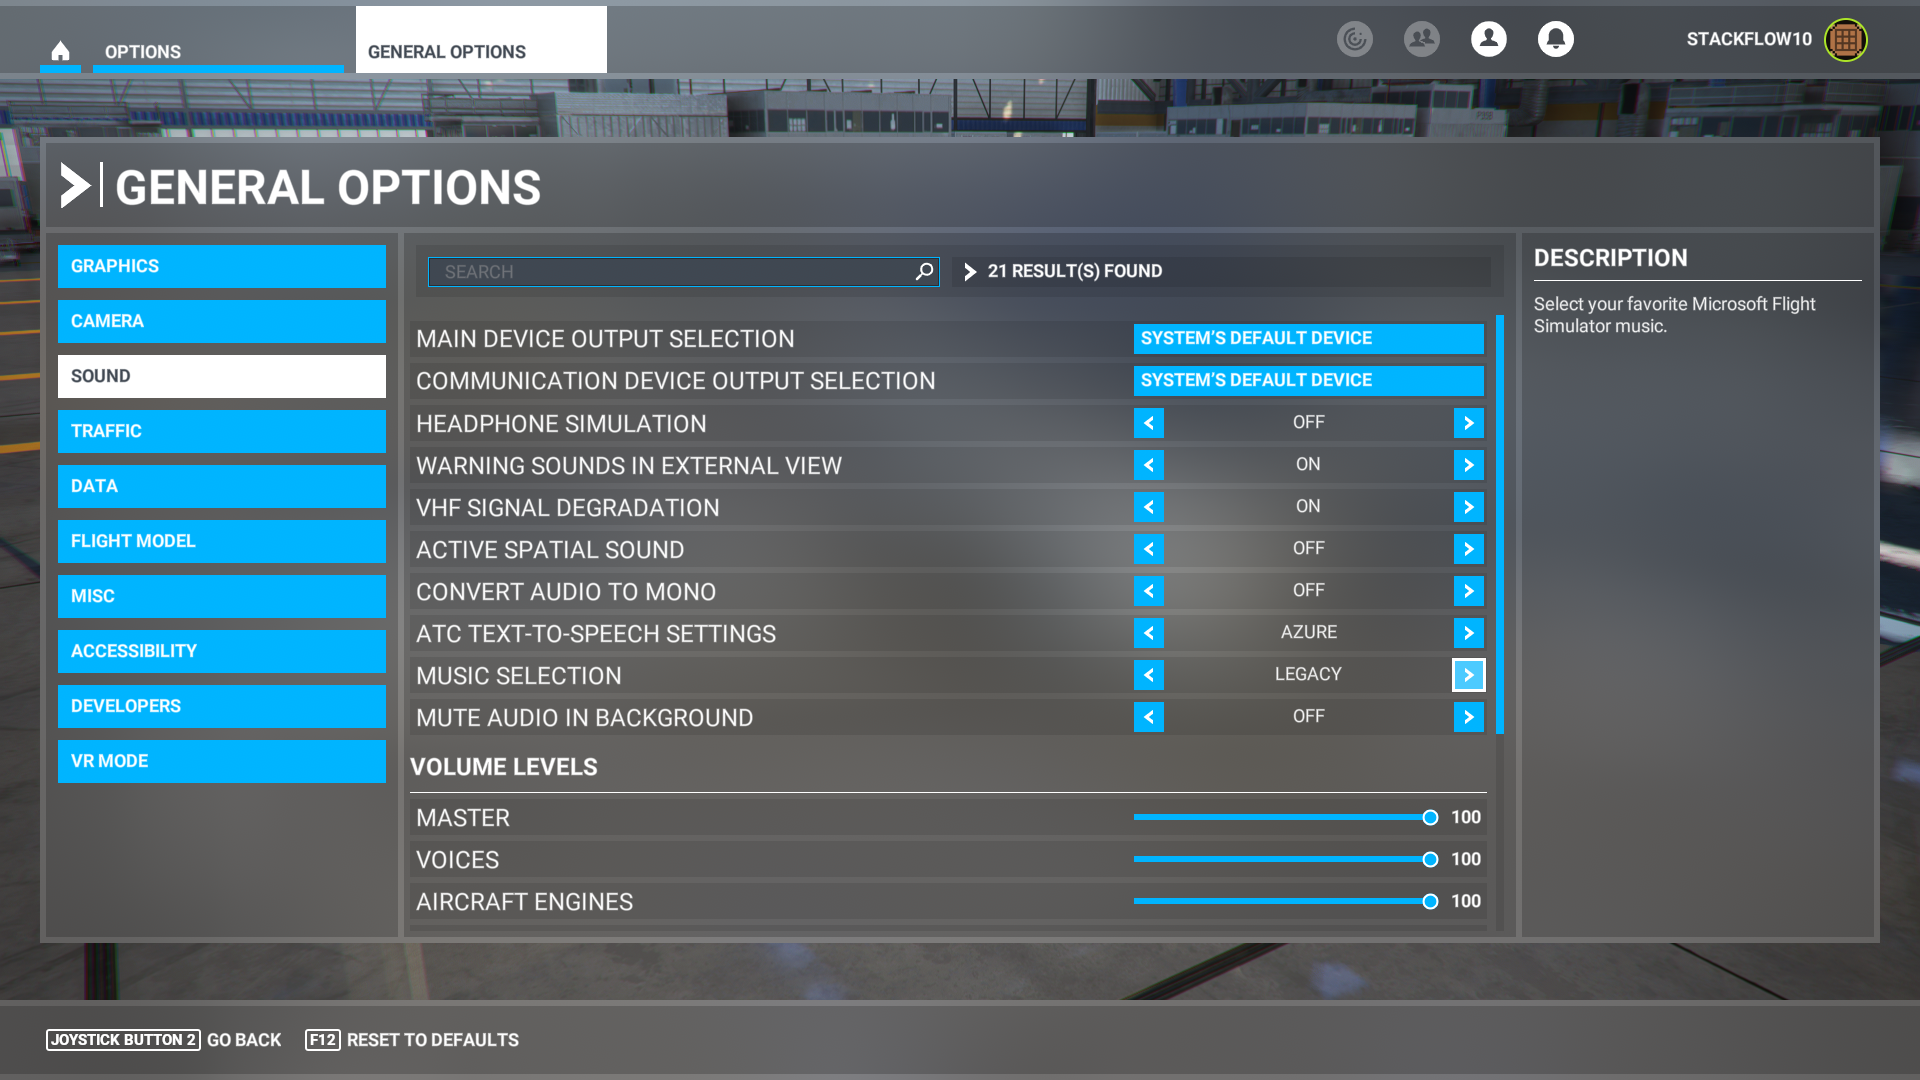 OPTIONS
GENERAL OPTIONS
STACKFLOW10
GENERAL OPTIONS
GRAPHICS
CAMERA
SOUND
TRAFFIC
DATA
FLIGHT MODEL
MISC
ACCESSIBILITY
DEVELOPERS
VR MODE
SEARCH
21 RESULT(S) FOUND
MAIN DEVICE OUTPUT SELECTION SYSTEM'S DEFAULT DEVICE
COMMUNICATION DEVICE OUTPUT SELECTION SYSTEM'S DEFAULT DEVICE
HEADPHONE SIMULATION OFF
WARNING SOUNDS IN EXTERNAL VIEW ON
VHF SIGNAL DEGRADATION ON
ACTIVE SPATIAL SOUND OFF
CONVERT AUDIO TO MONO OFF
ATC TEXT-TO-SPEECH SETTINGS AZURE
MUSIC SELECTION LEGACY
MUTE AUDIO IN BACKGROUND OFF
VOLUME LEVELS
MASTER 100
VOICES 100
AIRCRAFT ENGINES 100
DESCRIPTION
Select your favorite Microsoft Flight
Simulator music.
JOYSTICK BUTTON 2 GO BACK F12 RESET TO DEFAULTS